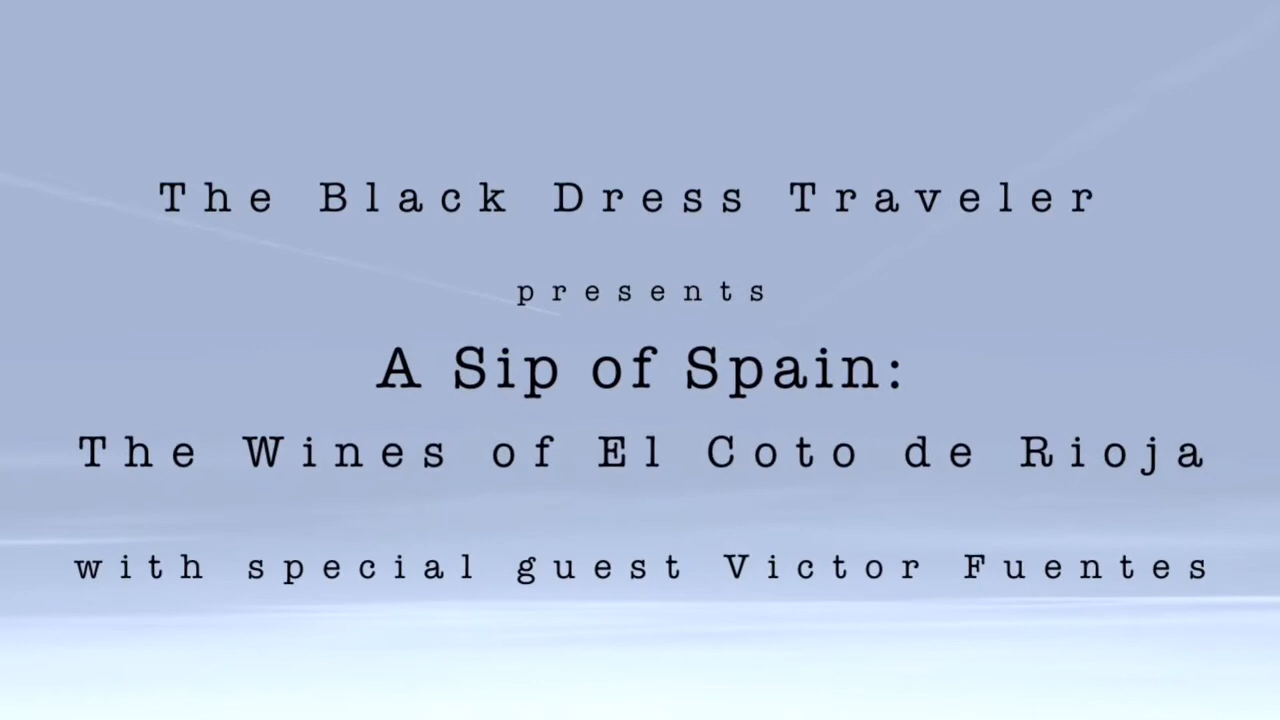 The Black Dress Traveler
presents
A Sip of Spain:
The Wines of El Coto de Rioja
with special guest Victor Fuentes